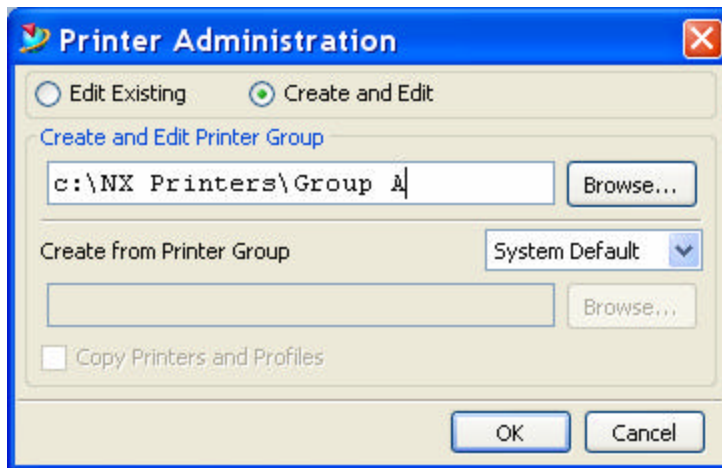 Printer Administration
Edit Existing Create and Edit
Create and Edit Printer Group
c:\NX Printers\Group A Browse...
Create from Printer Group System Default
Browse...
Copy Printers and Profiles
OK Cancel